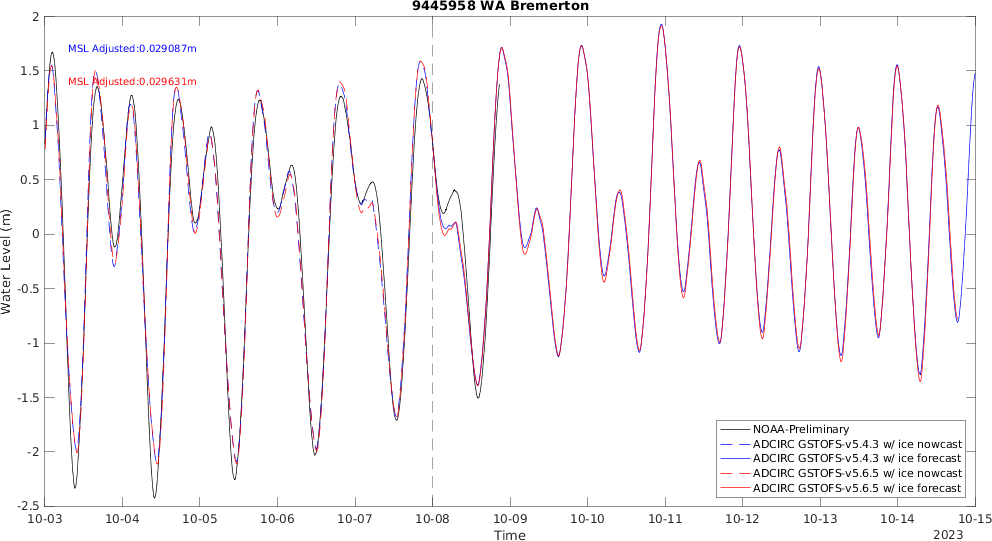 9445958 WA Bremerton
MSL Adjusted:0.029087m
MSL Adjusted:0.029631m
Water Level (m)
2
1.5
1
0.5
0
-0.5
-1
-1.5
-2
-2.5
NOAA-Preliminary
ADCIRC GSTOFS-v5.4.3 w/ ice nowcast
ADCIRC GSTOFS-v5.4.3 w/ ice forecast
ADCIRC GSTOFS-v5.6.5 w/ ice nowcast
ADCIRC GSTOFS-v5.6.5 w/ ice forecast
10-03 10-04 10-05 10-06 10-07 10-08 10-09 10-10 10-11 10-12 10-13 10-14 10-15
Time
2023